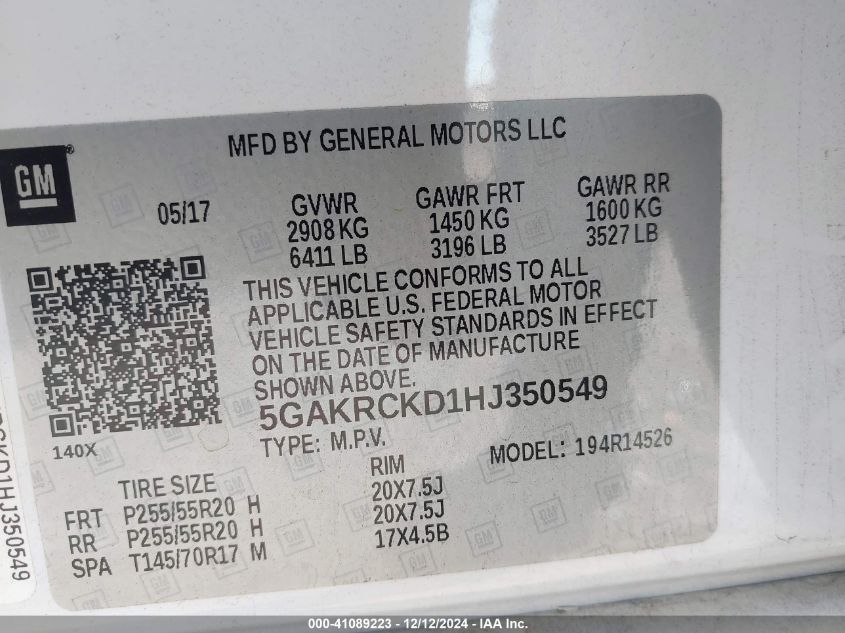 MFD BY GENERAL MOTORS LLC
GM®
05/17
GVWR GAWR FRT GAWR RR
2908 KG 1450 KG 1600 KG
6411 LB 3196 LB 3527 LB
THIS VEHICLE CONFORMS TO ALL
APPLICABLE U.S. FEDERAL MOTOR
VEHICLE SAFETY STANDARDS IN EFFECT
ON THE DATE OF MANUFACTURE
SHOWN ABOVE.
5GAKRCKD1HJ350549
140X
TYPE: M.P.V.
MODEL: 194R14526
TIRE SIZE RIM
FRT P255/55R20 H 20X7.5J
RR P255/55R20 H 20X7.5J
SPA T145/70R17 M 17X4.5B
KD1HJ350549
000-41089223 - 12/12/2024 - IAA Inc.